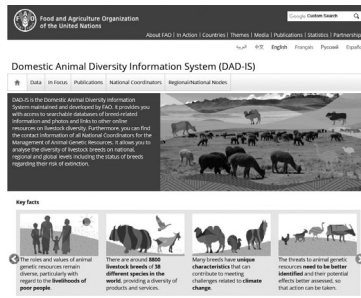 Food and Agriculture Organization
of the United Nations
Google Custom Search
About FAO | In Action | Countries | Themes | Media | Publications | Statistics | Partnership
العربية 中文 English Français Русский Español
Domestic Animal Diversity Information System (DAD-IS)
Data In Focus Publications National Coordinators Regional/National Nodes
DAD-IS is the Domestic Animal Diversity Information
System maintained and developed by FAO. It provides you
with access to searchable databases of breed-related
information and photos and links to other online
resources on livestock diversity. Furthermore, you can find
the contact information of all National Coordinators for the
Management of Animal Genetic Resources. It allows you to
analyse the diversity of livestock breeds on national,
regional and global levels including the status of breeds
regarding their risk of extinction.
Key facts
The roles and values of animal
genetic resources remain
diverse, particularly with
regard to the livelihoods of
poor people.
There are around 8800
livestock breeds of 38
different species in the
world, providing a diversity of
products and services.
Many breeds have unique
characteristics that can
contribute to meeting
challenges related to climate
change.
The threats to animal genetic
resources need to be better
identified and their potential
effects better assessed, so
that action can be taken.